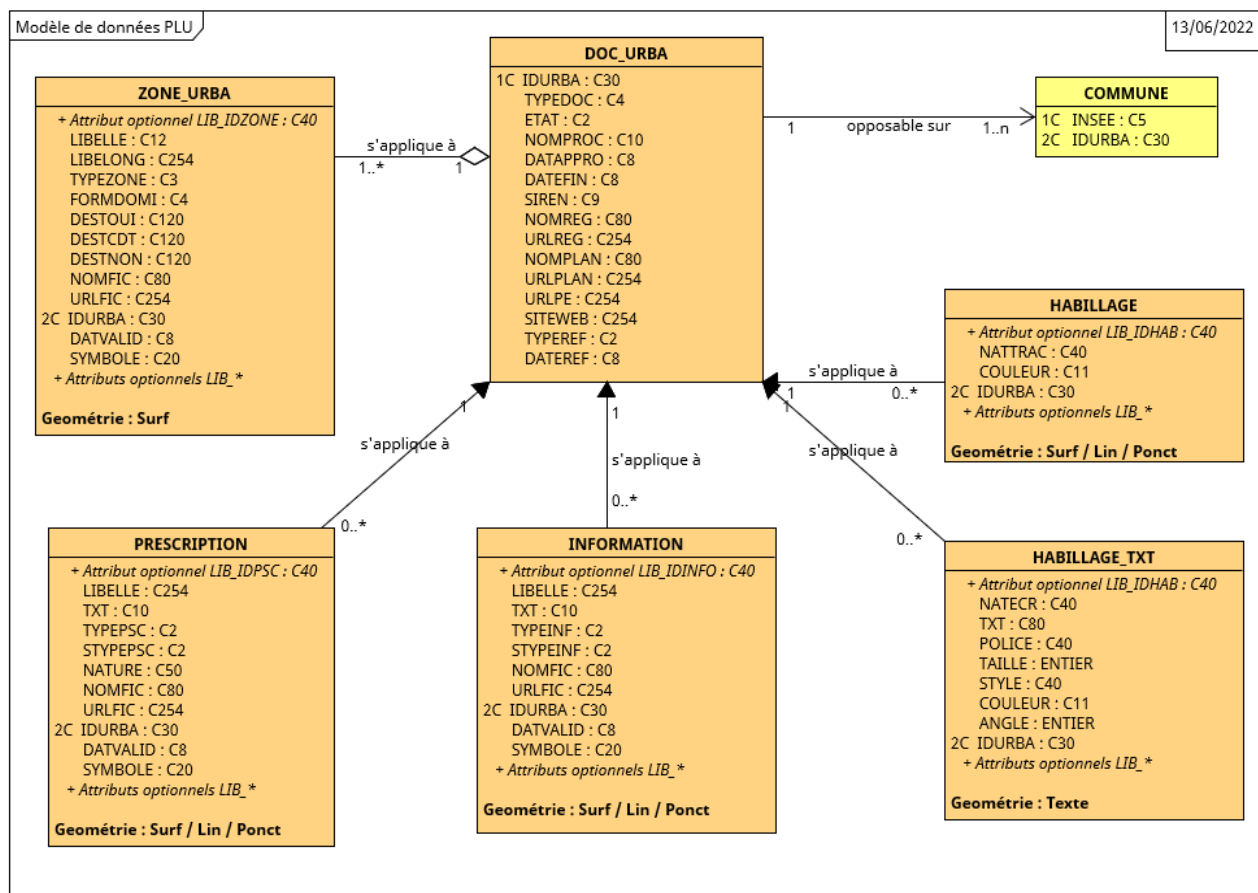 Modèle de données PLU
13/06/2022
DOC_URBA
1C IDURBA : C30
TYPEDOC : C4
ETAT : C2
NOMPROC : C10
DATAPPRO : C8
DATEFIN : C8
SIREN : C9
NOMREG : C80
URLREG : C254
NOMPLAN : C80
URLPLAN : C254
URLPE : C254
SITEWEB : C254
TYPEREF : C2
DATEREF : C8
ZONE_URBA
+ Attribut optionnel LIB_IDZONE : C40
LIBELLE : C12
LIBELONG : C254
TYPEZONE : C3
FORMDOMI : C4
DESTOUI : C120
DESTCDT : C120
DESTNON : C120
NOMFIC : C80
URLFIC : C254
2C IDURBA : C30
DATVALID : C8
SYMBOLE : C20
+ Attributs optionnels LIB_*
Geométrie : Surf
s'applique à
1..*
1
COMMUNE
1C INSEE : C5
2C IDURBA : C30
1
opposable sur
1..n
HABILLAGE
+ Attribut optionnel LIB_IDHAB : C40
NATTRAC : C40
COULEUR : C11
2C IDURBA : C30
+ Attributs optionnels LIB_*
Geométrie : Surf / Lin / Ponct
s'applique à
1
0..*
1
s'applique à
0..*
1
s'applique à
0..*
1
s'applique à
0..*
PRESCRIPTION
+ Attribut optionnel LIB_IDPSC : C40
LIBELLE : C254
TXT : C10
TYPEPSC : C2
STYPEPSC : C2
NATURE : C50
NOMFIC : C80
URLFIC : C254
2C IDURBA : C30
DATVALID : C8
SYMBOLE : C20
+ Attributs optionnels LIB_*
Geométrie : Surf / Lin / Ponct
INFORMATION
+ Attribut optionnel LIB_IDINFO : C40
LIBELLE : C254
TXT : C10
TYPEINF : C2
STYPEINF : C2
NOMFIC : C80
URLFIC : C254
2C IDURBA : C30
DATVALID : C8
SYMBOLE : C20
+ Attributs optionnels LIB_*
Geométrie : Surf / Lin / Ponct
HABILLAGE_TXT
+ Attribut optionnel LIB_IDHAB : C40
NATECR : C40
TXT : C80
POLICE : C40
TAILLE : ENTIER
STYLE : C40
COULEUR : C11
ANGLE : ENTIER
2C IDURBA : C30
+ Attributs optionnels LIB_*
Geométrie : Texte